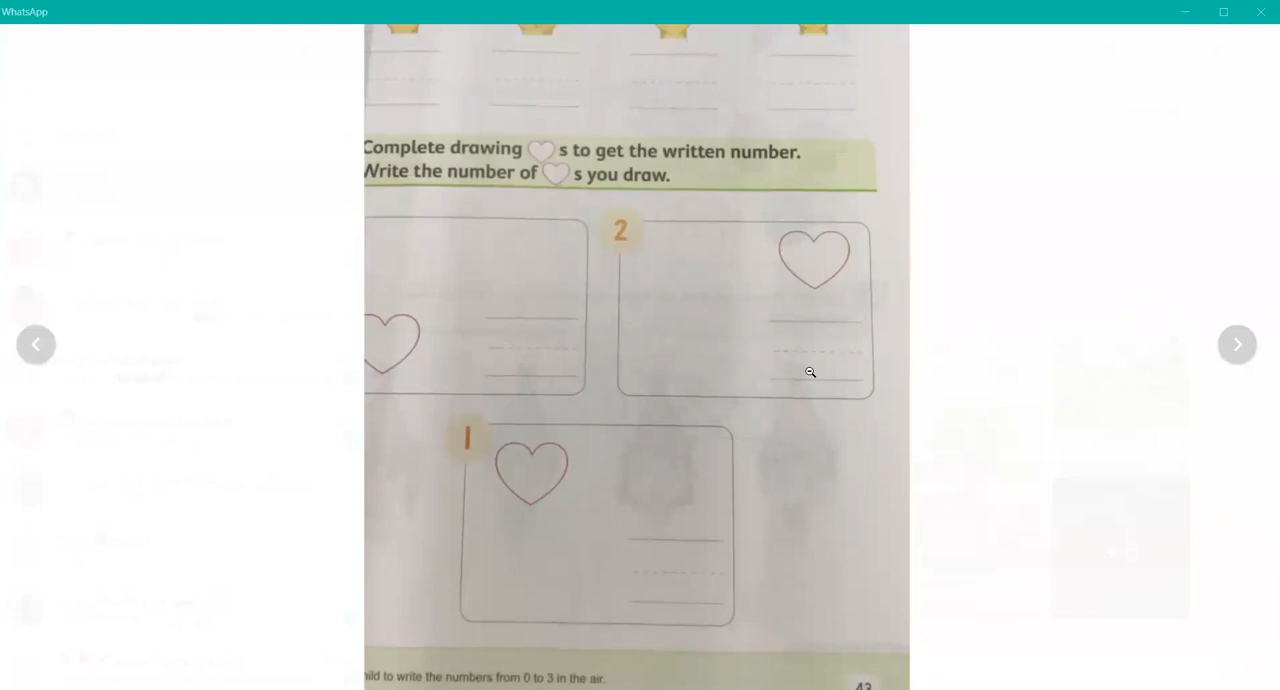 WhatsApp
Complete drawing s to get the written number.
Write the number of s you draw.
2
1
hild to write the numbers from 0 to 3 in the air.
43